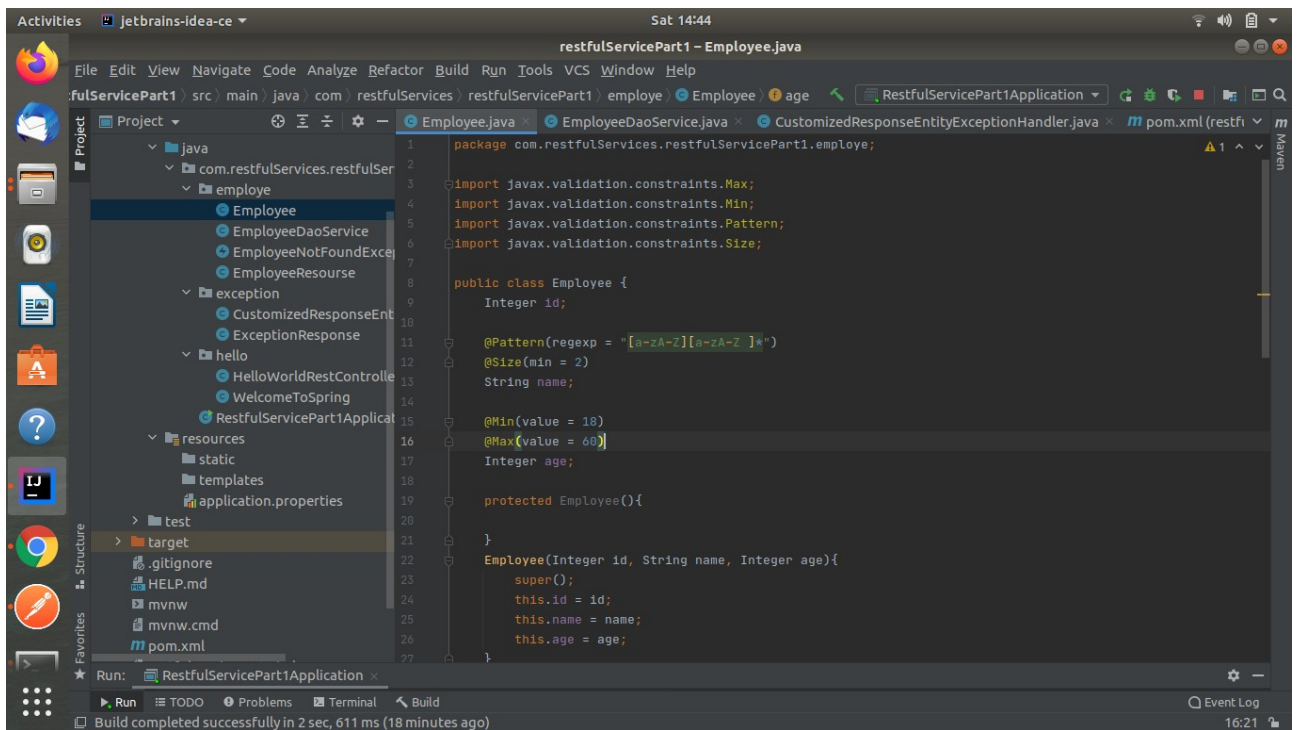 Activities jetbrains-idea-ce Sat 14:44
restfulServicePart1 – Employee.java
File Edit View Navigate Code Analyze Refactor Build Run Tools VCS Window Help
fulServicePart1 src main java com restfulServices restfulServicePart1 employe Employee age RestfulServicePart1Application
Project Employee.java EmployeeDaoService.java CustomizedResponseEntityExceptionHandler.java pom.xml (restfu
Project
Maven
Structure
Favorites
java
com.restfulServices.restfulSer
employe
Employee
EmployeeDaoService
EmployeeNotFoundExce
EmployeeResourse
exception
CustomizedResponseEnt
ExceptionResponse
hello
HelloWorldRestControlle
WelcomeToSpring
RestfulServicePart1Applicat
resources
static
templates
application.properties
test
target
.gitignore
HELP.md
mvnw
mvnw.cmd
pom.xml
1 package com.restfulServices.restfulServicePart1.employe; 1
2
3 import javax.validation.constraints.Max;
4 import javax.validation.constraints.Min;
5 import javax.validation.constraints.Pattern;
6 import javax.validation.constraints.Size;
7
8 public class Employee {
9 Integer id;
10
11 @Pattern(regexp = "[a-zA-Z][a-zA-Z ]*")
12 @Size(min = 2)
13 String name;
14
15 @Min(value = 18)
16 @Max(value = 60)
17 Integer age;
18
19 protected Employee(){
20
21 }
22 Employee(Integer id, String name, Integer age){
23 super();
24 this.id = id;
25 this.name = name;
26 this.age = age;
27 }
Run: RestfulServicePart1Application
Run TODO Problems Terminal Build Event Log
Build completed successfully in 2 sec, 611 ms (18 minutes ago) 16:21